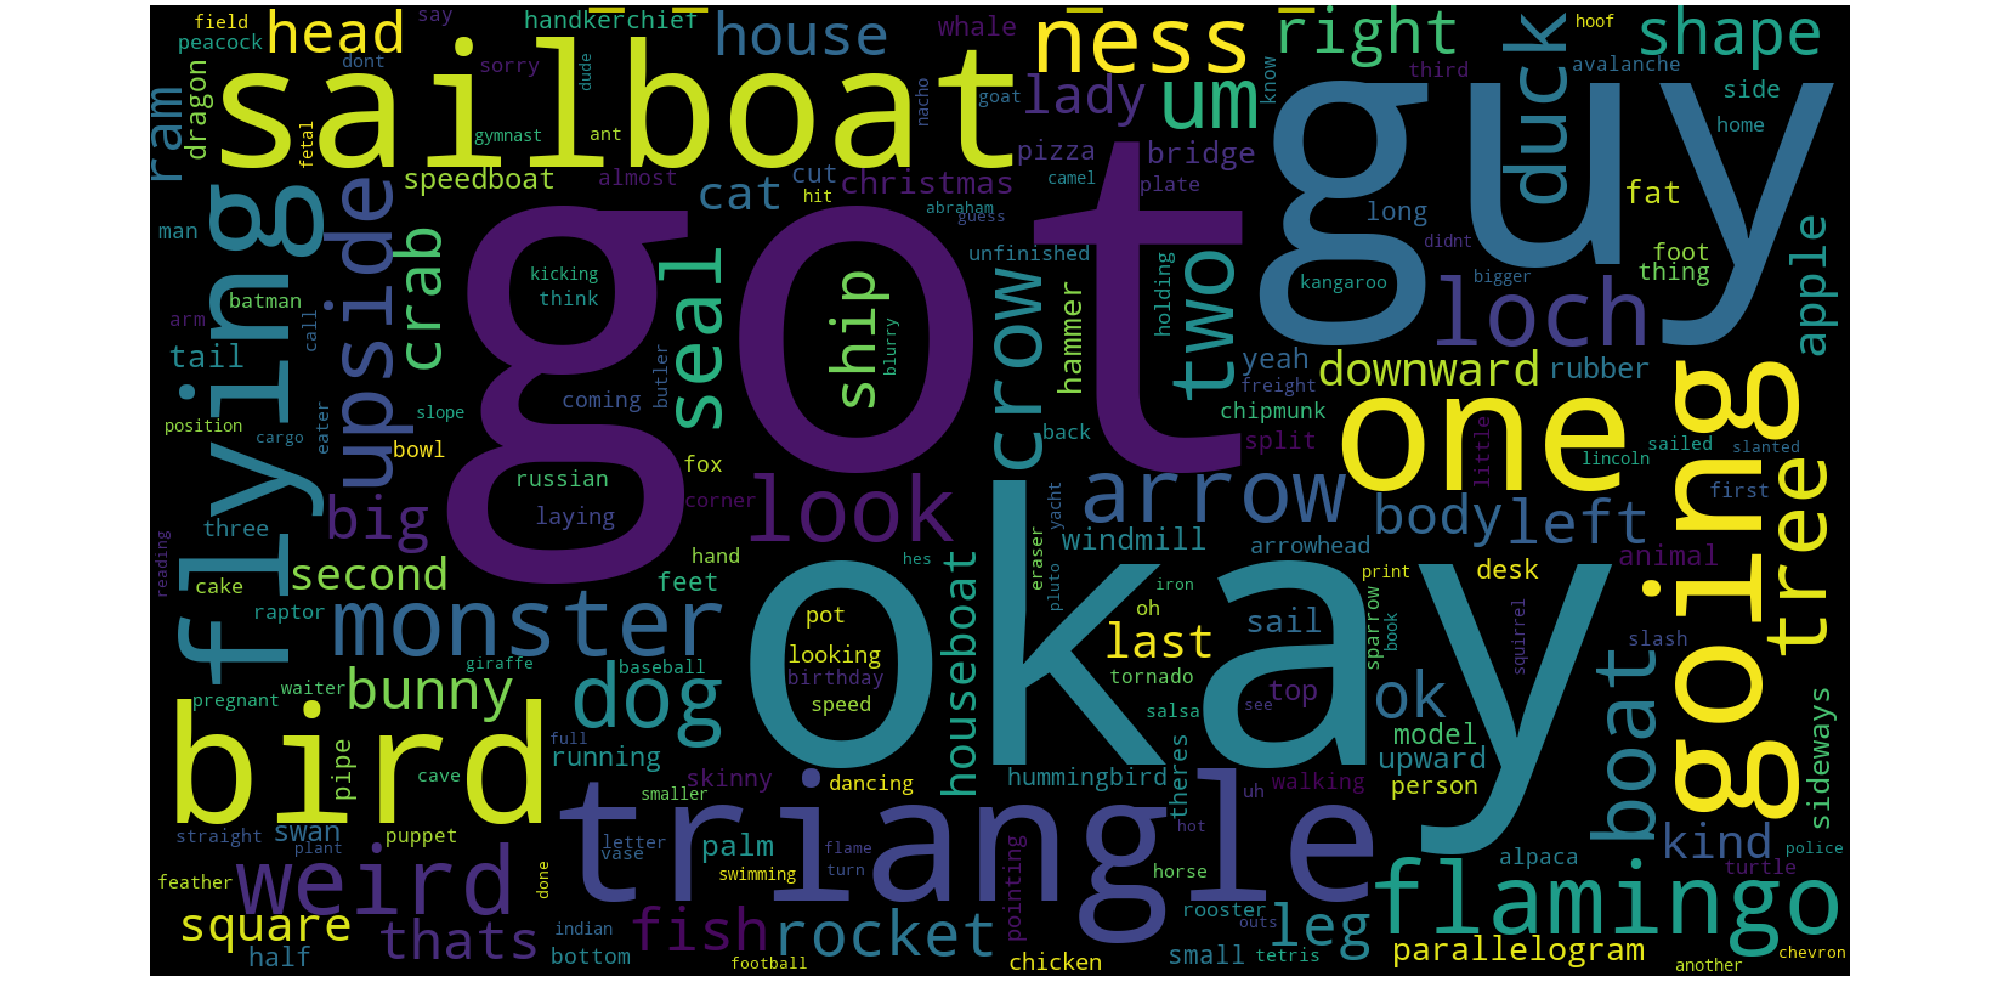 field
say
handkerchief
house
whale
ness
right
hoof
shape
peacock
head
dont
sorry
dude
sailboat
nacho
goat
lady
um
know
third
duck
avalanche
side
home
ram
dragon
fetal
gymnast
ant
guy
speedboat
almost
cat
cut
hit
christmas
abraham
guess
pizza
camel
bridge
plate
long
didnt
fat
man
flying
upside
crab
got
seal
ship
unfinished
crow
hammer
holding
two
kangaroo
loch
bigger
foot
thing
apple
batman
arm
call
kicking
think
blurry
tail
coming
butler
yeah
freight
downward
rubber
position
cargo
eater
slope
bowl
back
chipmunk
split
one
little
lincoln
sailed
slanted
going
tree
big
russian
laying
fox
corner
look
arrow
body
left
first
three
reading
second
hand
feet
hes
houseboat
eraser
yacht
pluto
windmill
arrowhead
print
desk
animal
cake
raptor
monster
pot
okay
iron
oh
last
sail
sparrow
book
squirrel
slash
looking
birthday
speed
giraffe
baseball
dog
tornado
pregnant
waiter
bunny
salsa
see
top
ok
boat
bird
pipe
cave
full
running
skinny
smaller
dancing
hummingbird
theres
uh
walking
model
upward
person
sideways
straight
plant
swan
puppet
triangle
letter
vase
palm
flame
turn
hot
kind
police
feather
weird
done
swimming
pointing
horse
alpaca
turtle
flamingo
square
thats
indian
fish
rocket
rooster
outs
leg
half
bottom
football
chicken
small
tetris
parallelogram
another
chevron